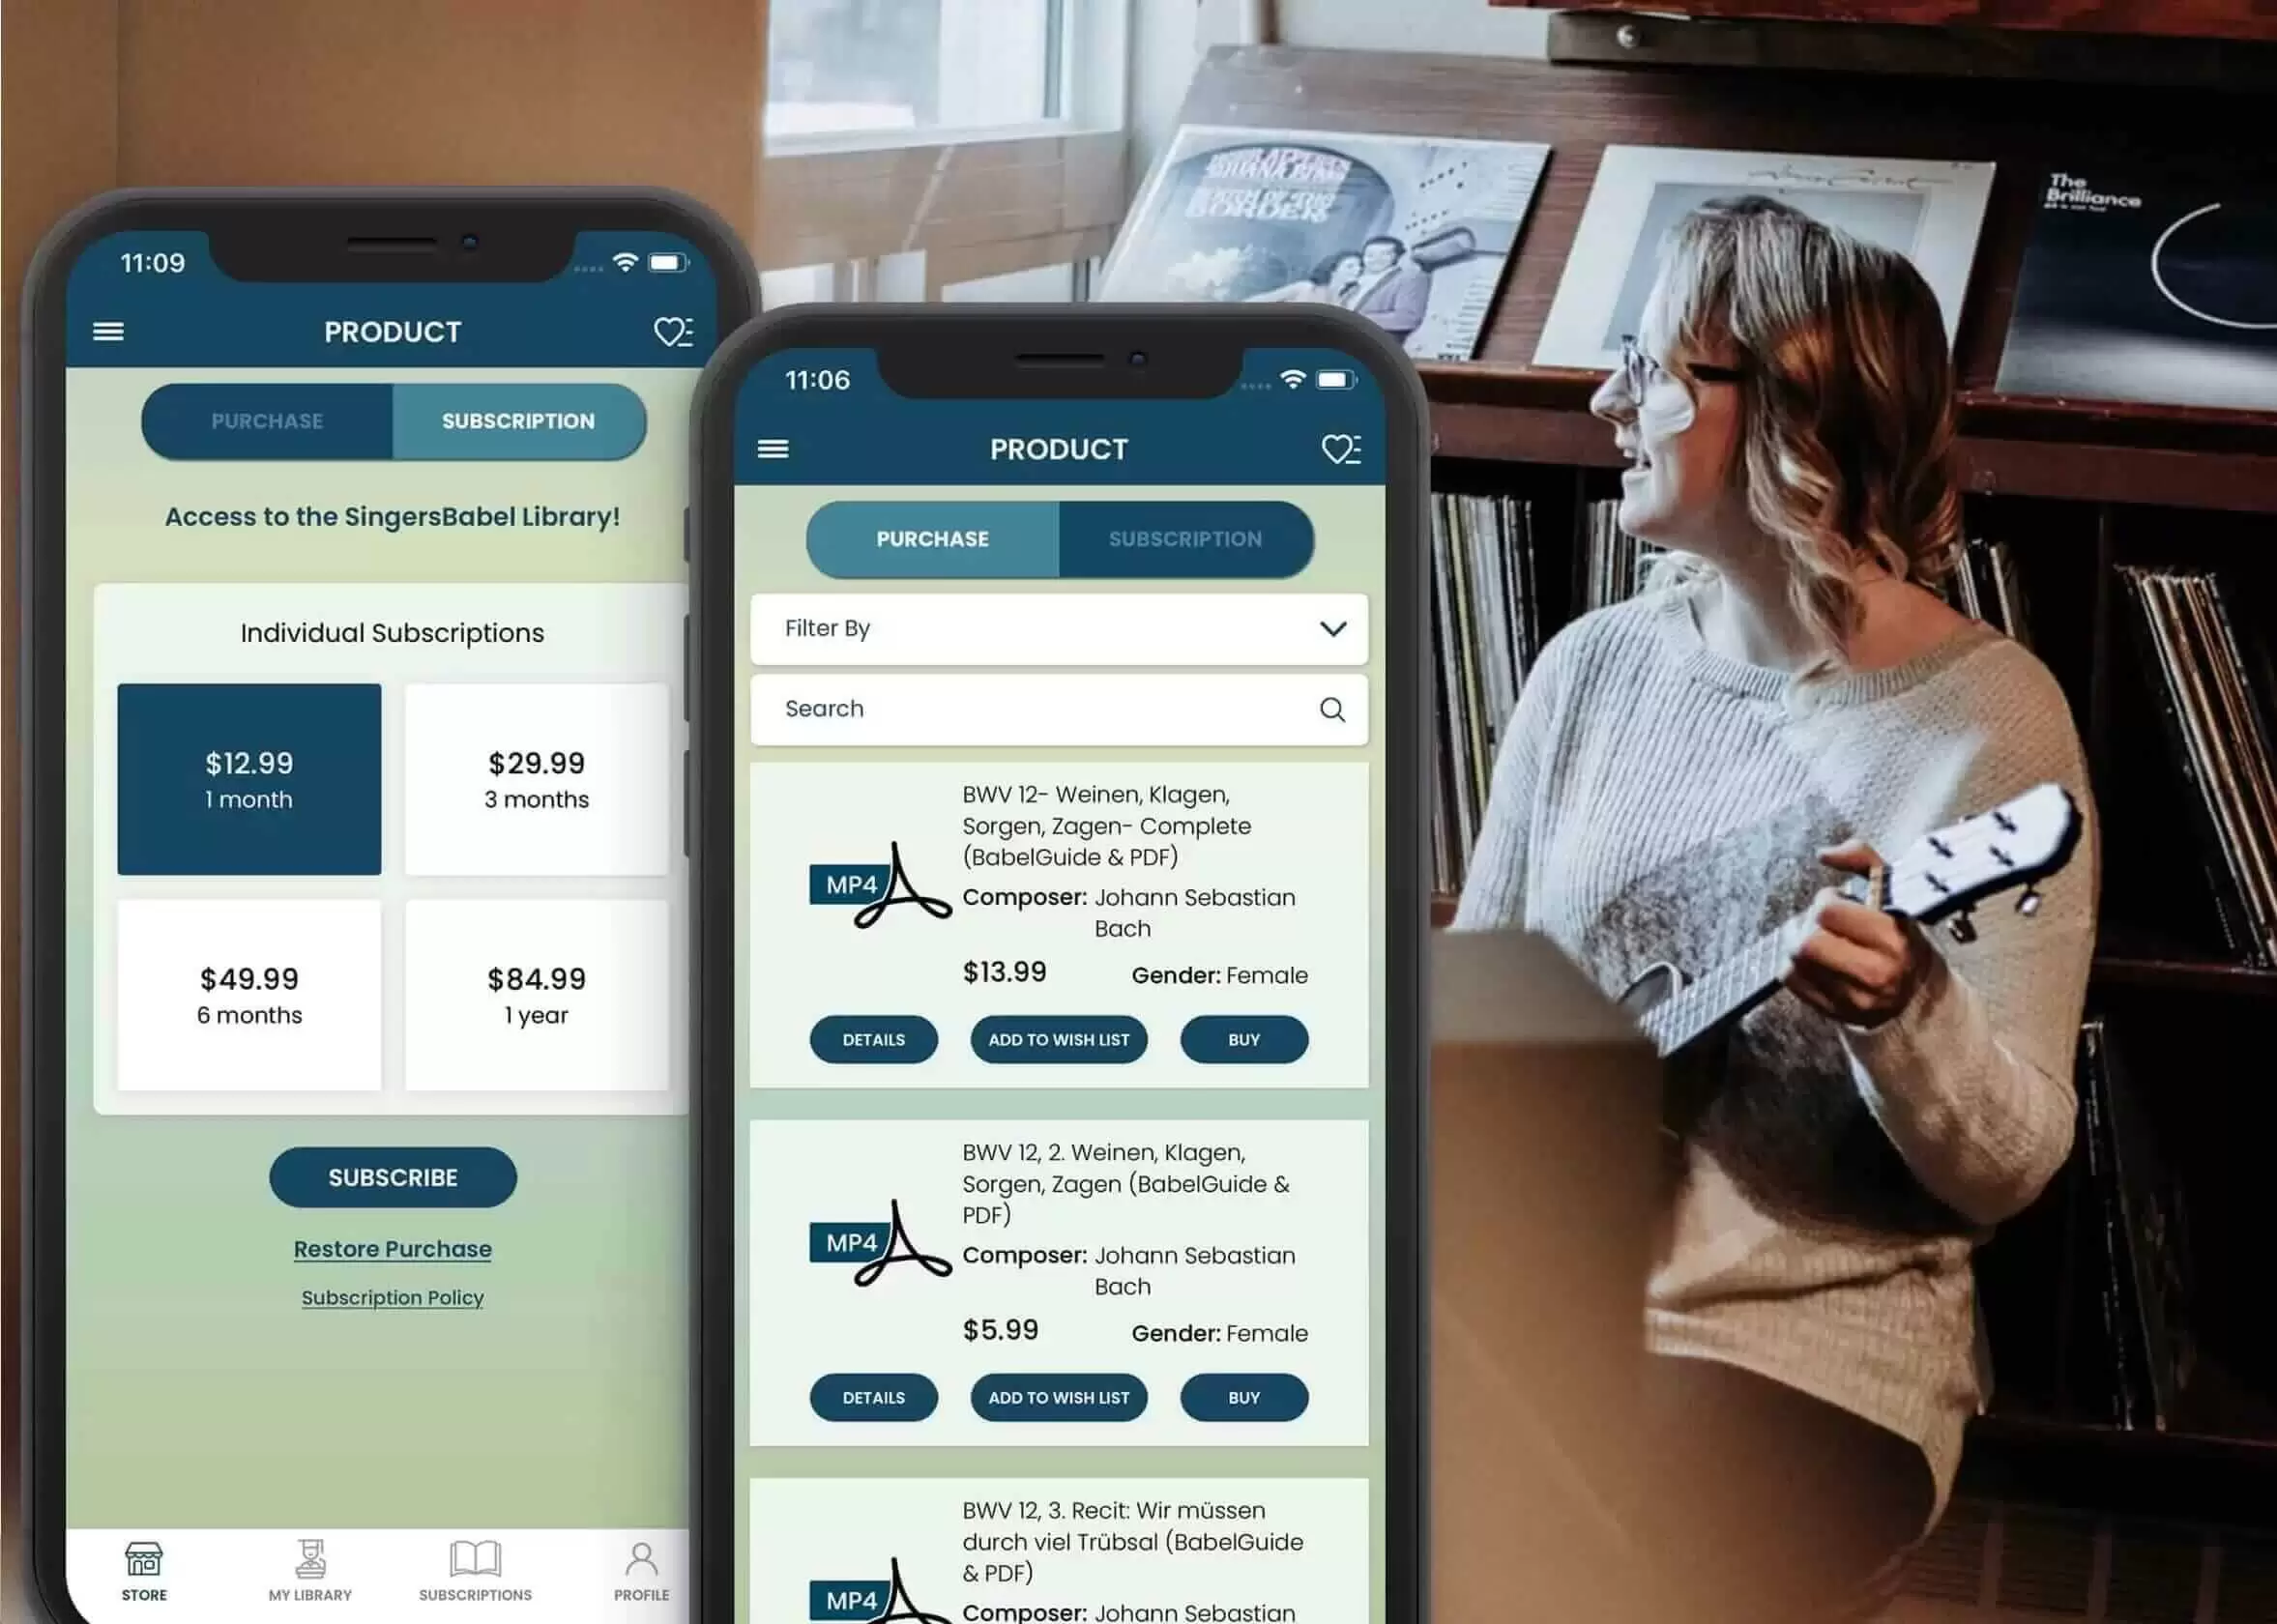 11:09
PRODUCT
PURCHASE
SUBSCRIPTION
Access to the SingersBabel Library!
Individual Subscriptions
$12.99
1 month
$29.99
3 months
$49.99
6 months
$84.99
1 year
SUBSCRIBE
Restore Purchase
Subscription Policy
STORE
MY LIBRARY
SUBSCRIPTIONS
PROFILE
11:06
PRODUCT
PURCHASE
SUBSCRIPTION
Filter By
Search
BWV 12- Weinen, Klagen,
Sorgen, Zagen- Complete
(BabelGuide & PDF)
MP4
Composer: Johann Sebastian
Bach
$13.99
Gender: Female
DETAILS
ADD TO WISH LIST
BUY
BWV 12, 2. Weinen, Klagen,
Sorgen, Zagen (BabelGuide &
PDF)
MP4
Composer: Johann Sebastian
Bach
$5.99
Gender: Female
DETAILS
ADD TO WISH LIST
BUY
BWV 12, 3. Recit: Wir müssen
durch viel Trübsal (BabelGuide
& PDF)
MP4
Composer: Johann Sebastian
BORDER
The
Brilliance